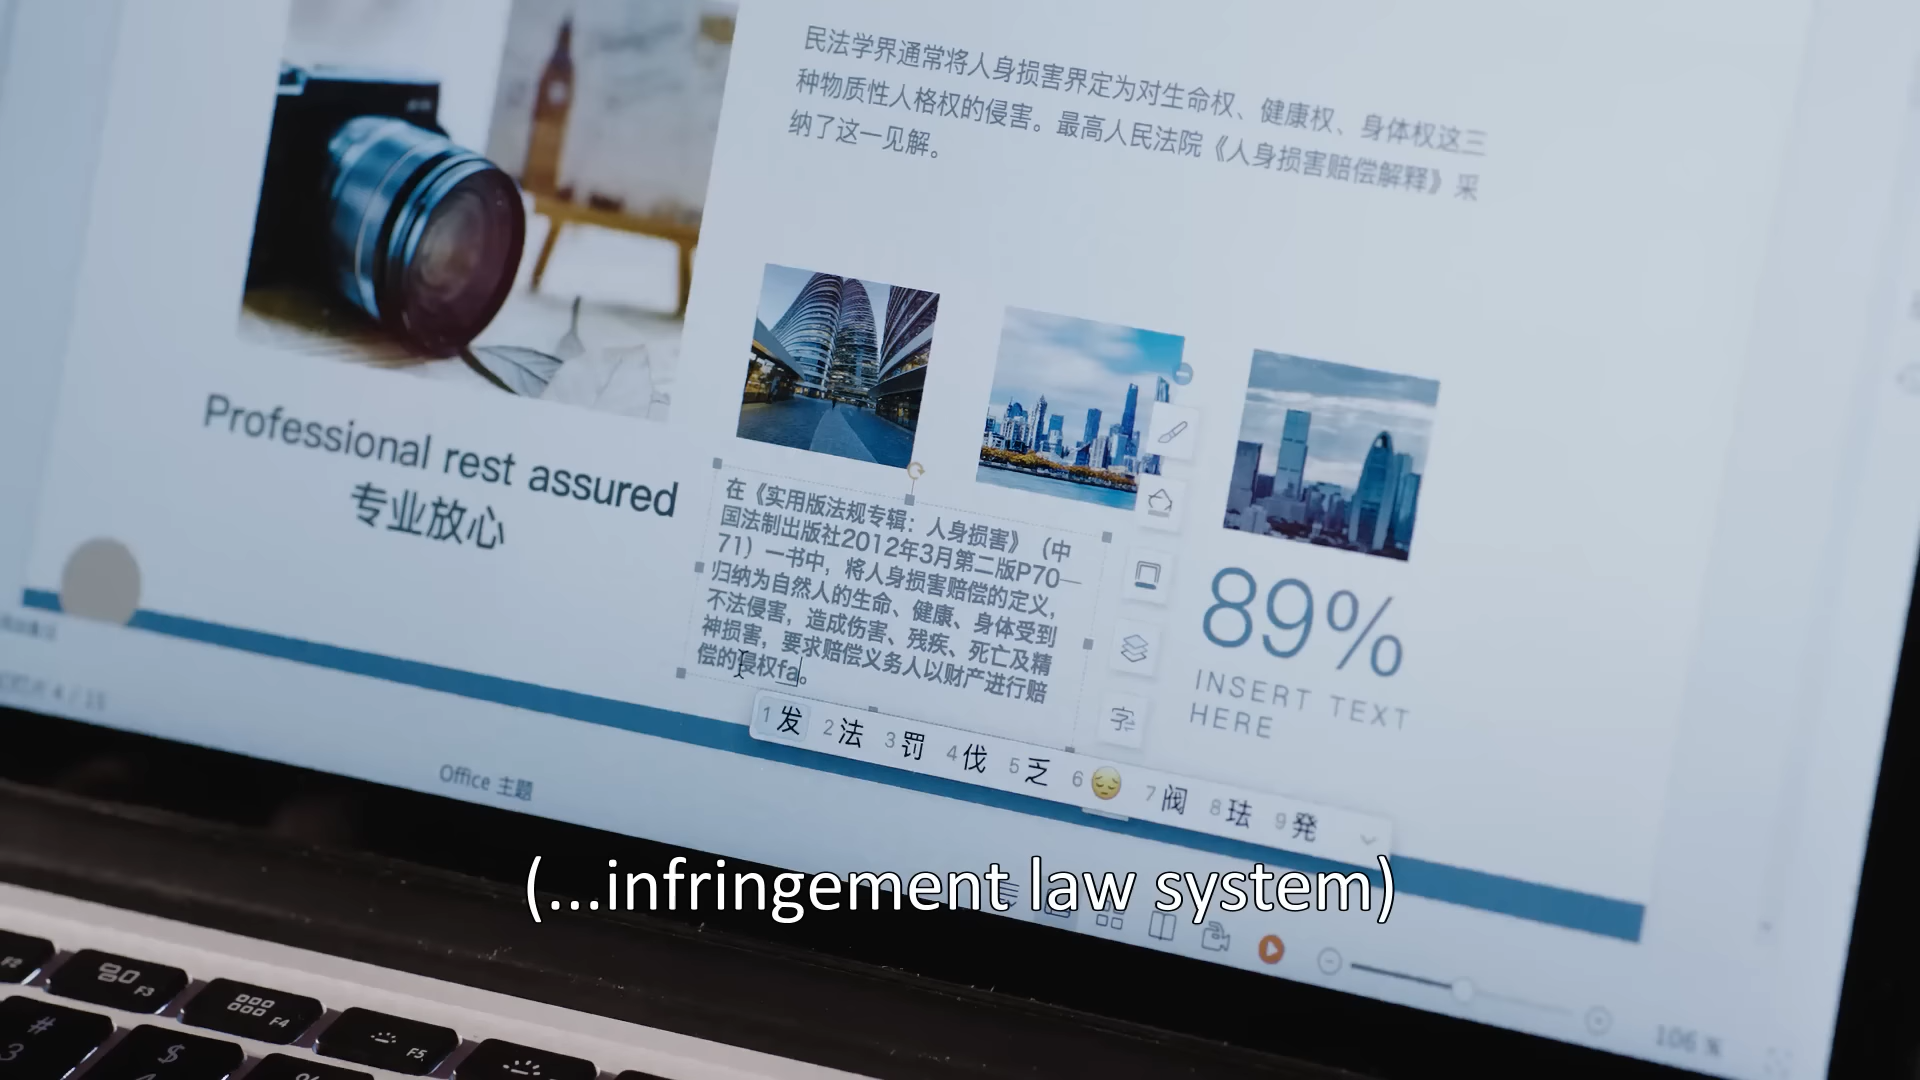 民法学界通常将人身损害界定为对生命权、健康权、身体权这三
种物质性人格权的侵害。最高人民法院《人身损害赔偿解释》采
纳了这一见解。
Professional rest assured
专业放心
在《实用版法规专辑：人身损害》（中
国法制出版社2012年3月第二版P70—
71）一书中，将人身损害赔偿的定义，
归纳为自然人的生命、健康、身体受到
不法侵害，造成伤害、残疾、死亡及精
神损害，要求赔偿义务人以财产进行赔
偿的侵权fa。
89%
INSERT TEXT
HERE
字
1 发 2 法 3 罚 4 伐 5 乏 6 😔 7 阀 8 珐 9 発
Office 主题
(...infringement law system)
106 %
F2
F3
F4
F5
#
3
$
4
%